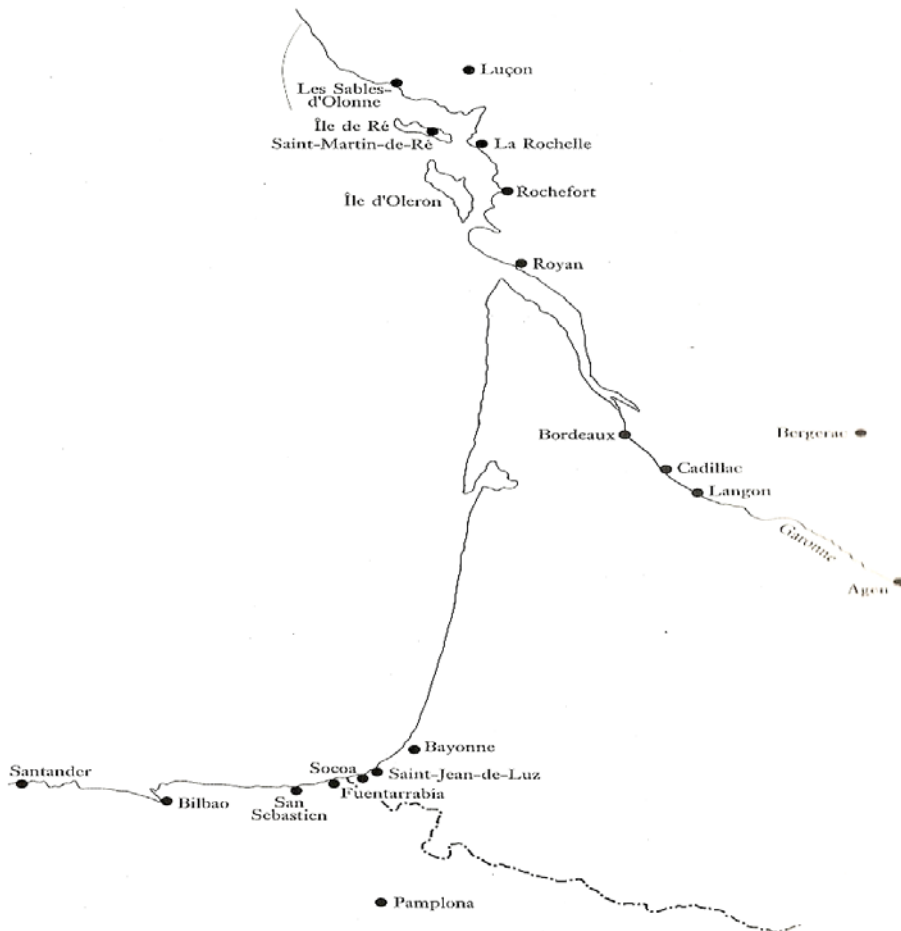 Luçon
Les Sables-
d'Olonne
Île de Ré
Saint-Martin-de-Ré
La Rochelle
Rochefort
Île d'Oleron
Royan
Bordeaux
Bergerac
Cadillac
Langon
Garonne
Agen
Bayonne
Santander
Socoa
Saint-Jean-de-Luz
Bilbao
San
Sebastien
Fuentarrabia
Pamplona